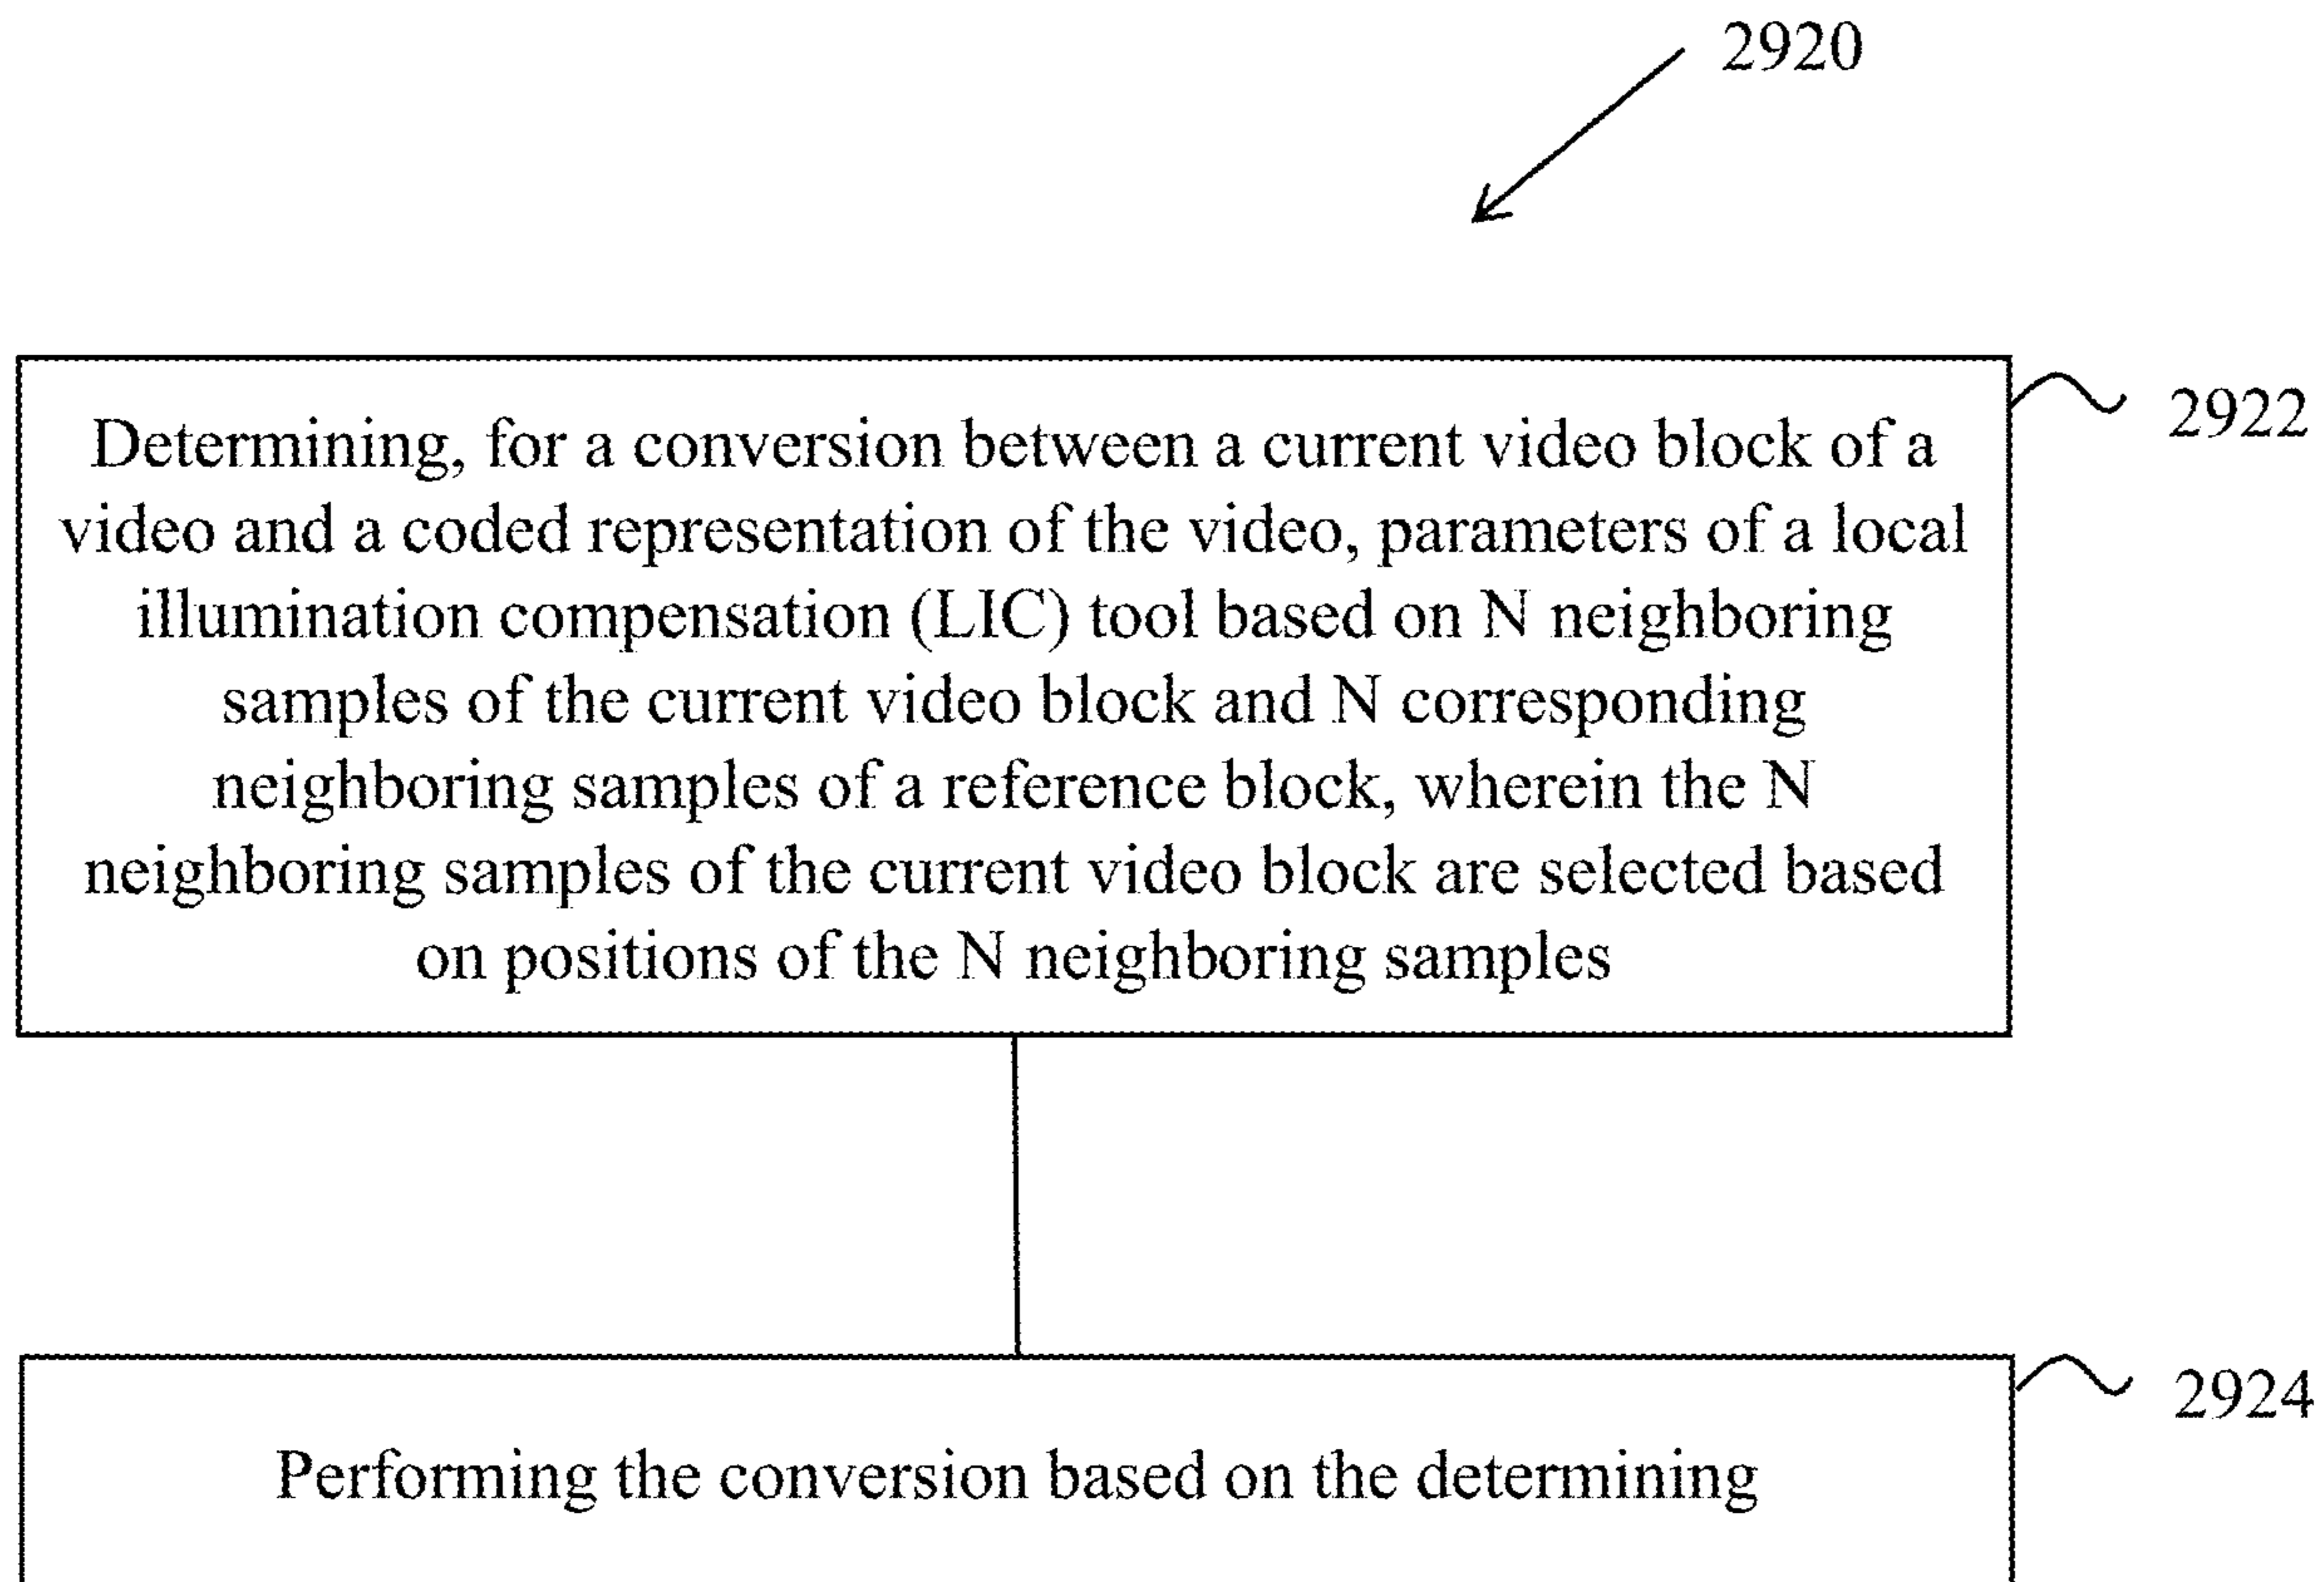 2920
2922
Determining, for a conversion between a current video block of a
video and a coded representation of the video, parameters of a local
illumination compensation (LIC) tool based on N neighboring
samples of the current video block and N corresponding
neighboring samples of a reference block, wherein the N
neighboring samples of the current video block are selected based
on positions of the N neighboring samples
2924
Performing the conversion based on the determining